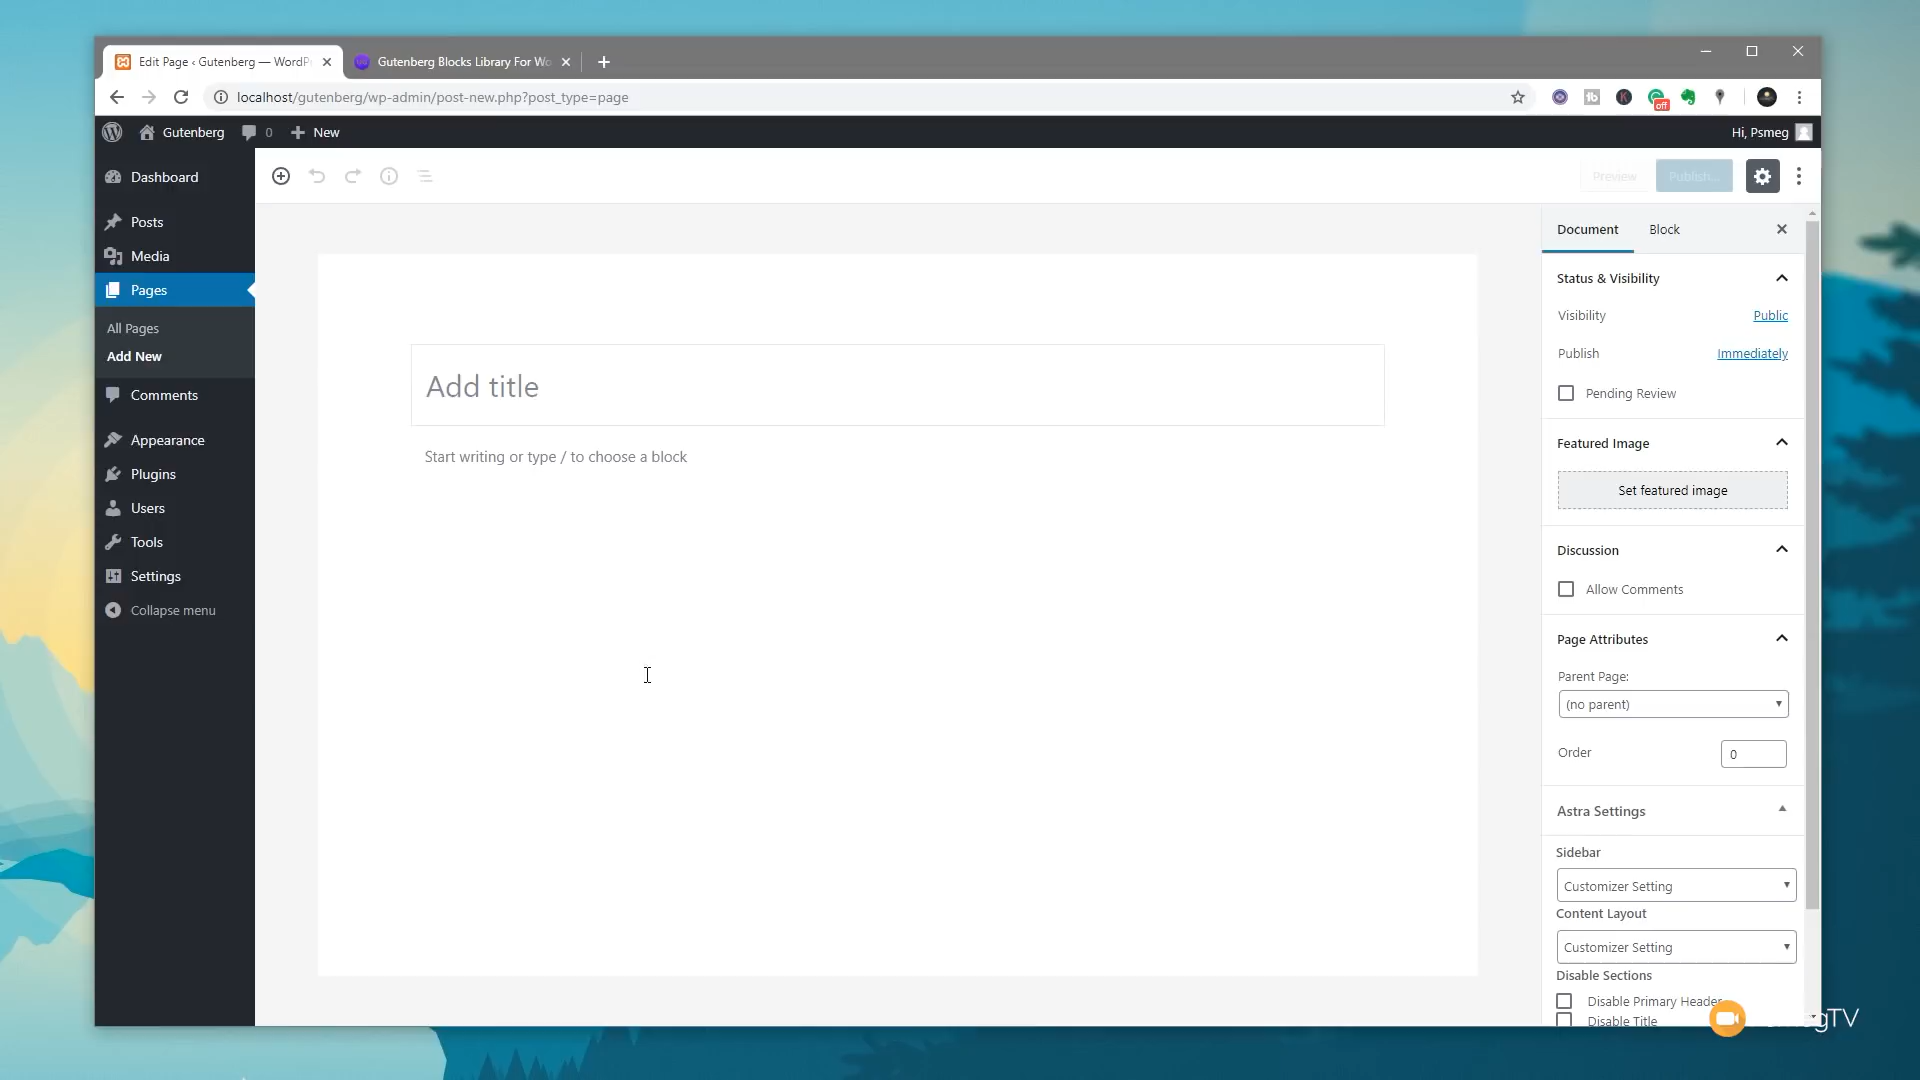 Edit Page ‹ Gutenberg — WordP
Gutenberg Blocks Library For Wo
localhost/gutenberg/wp-admin/post-new.php?post_type=page
off
Gutenberg
0
New
Hi, Psmeg
Dashboard
Posts
Media
Pages
All Pages
Add New
Comments
Appearance
Plugins
Users
Tools
Settings
Collapse menu
Preview
Publish...
Add title
Start writing or type / to choose a block
Document
Block
Status & Visibility
Visibility
Public
Publish
Immediately
Pending Review
Featured Image
Set featured image
Discussion
Allow Comments
Page Attributes
Parent Page:
(no parent)
Order
0
Astra Settings
Sidebar
Customizer Setting
Content Layout
Customizer Setting
Disable Sections
Disable Primary Header
Disable Title